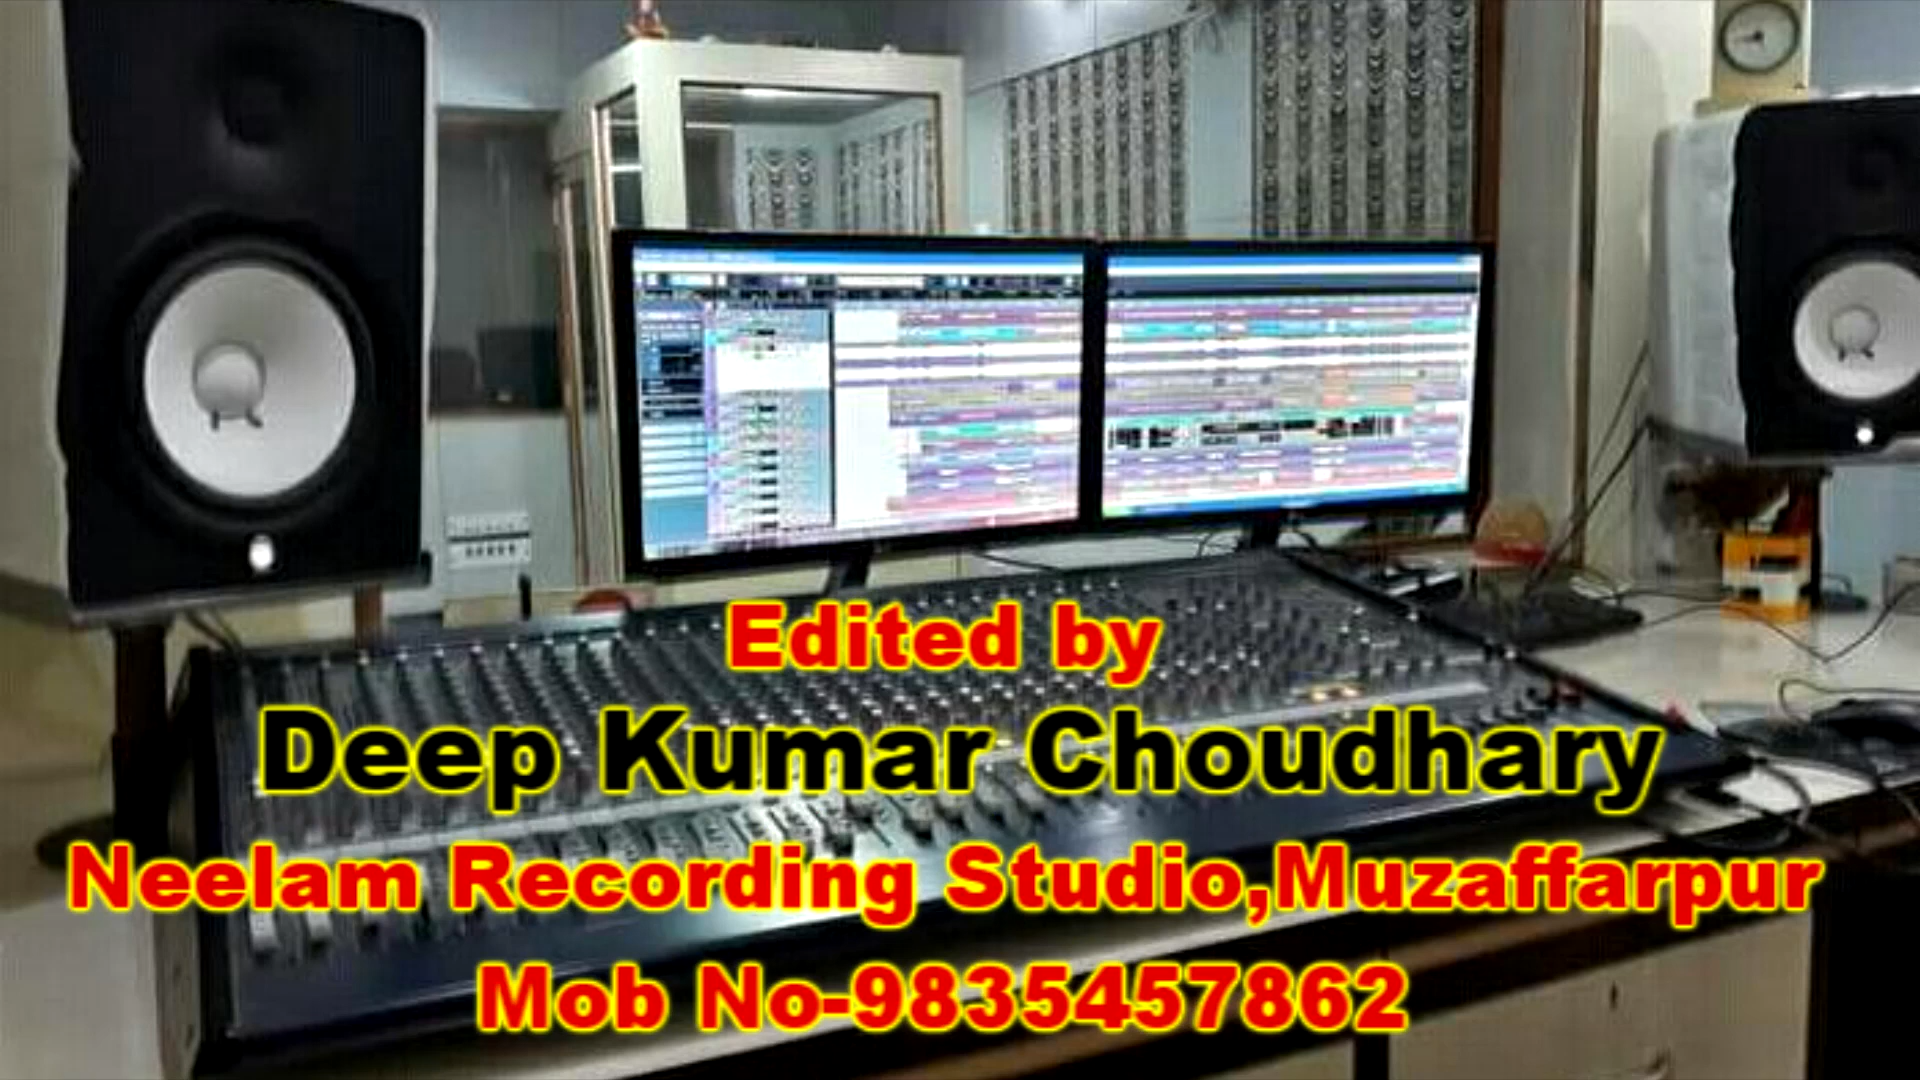 Edited by
Deep Kumar Choudhary
Neelam Recording Studio,Muzaffarpur
Mob No-9835457862